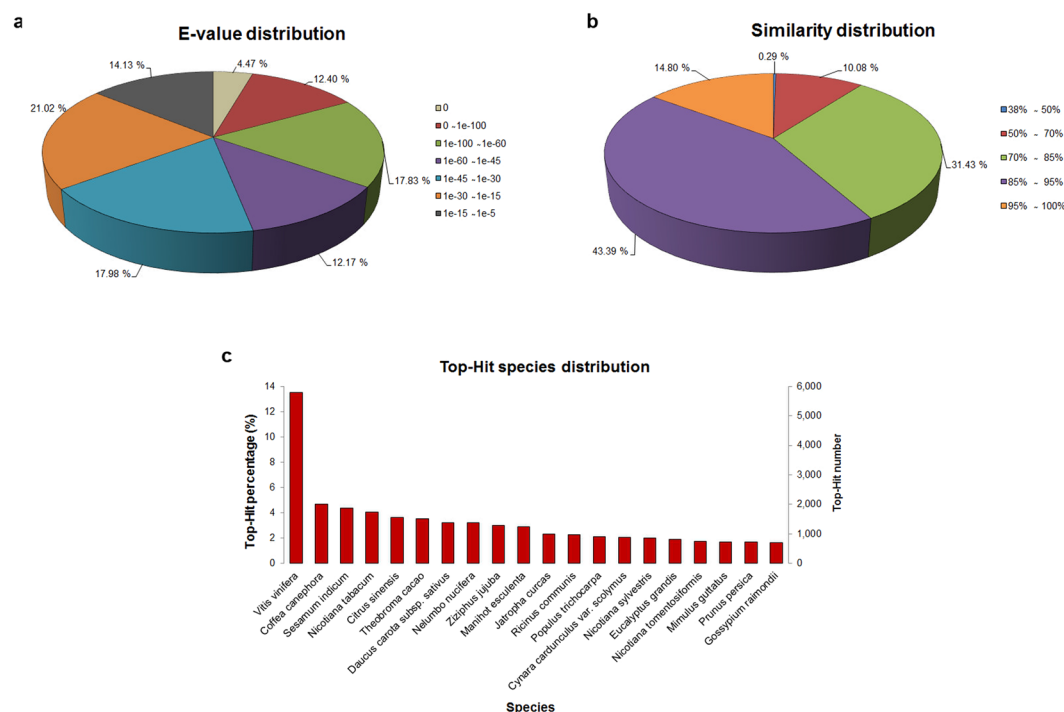 a
E-value distribution
14.13 %
4.47 %
12.40 %
21.02 %
17.83 %
17.98 %
12.17 %
0
0 - 1e-100
1e-100 - 1e-60
1e-60 - 1e-45
1e-45 - 1e-30
1e-30 - 1e-15
1e-15 - 1e-5
b
Similarity distribution
0.29 %
14.80 %
10.08 %
31.43 %
43.39 %
38% - 50%
50% - 70%
70% - 85%
85% - 95%
95% - 100%
c
Top-Hit species distribution
Top-Hit percentage (%)
14
12
10
8
6
4
2
0
6,000
5,000
4,000
3,000
2,000
1,000
0
Top-Hit number
Vitis vinifera
Coffea canephora
Sesamum indicum
Nicotiana tabacum
Citrus sinensis
Theobroma cacao
Daucus carota subsp. sativus
Nelumbo nucifera
Ziziphus jujuba
Manihot esculenta
Jatropha curcas
Ricinus communis
Populus trichocarpa
Cynara cardunculus var. scolymus
Nicotiana sylvestris
Eucalyptus grandis
Nicotiana tomentosiformis
Mimulus guttatus
Prunus persica
Gossypium raimondii
Species